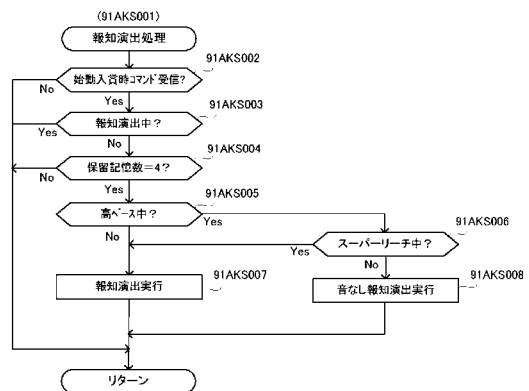 (91AKS001)
報知演出処理
91AKS002
始動入賞時コマンド受信?
No
Yes
91AKS003
報知演出中?
Yes
No
91AKS004
保留記憶数=4?
No
Yes
91AKS005
高ベース中?
Yes
No
91AKS006
スーパーリーチ中?
Yes
No
91AKS007
報知演出実行
91AKS008
音なし報知演出実行
リターン